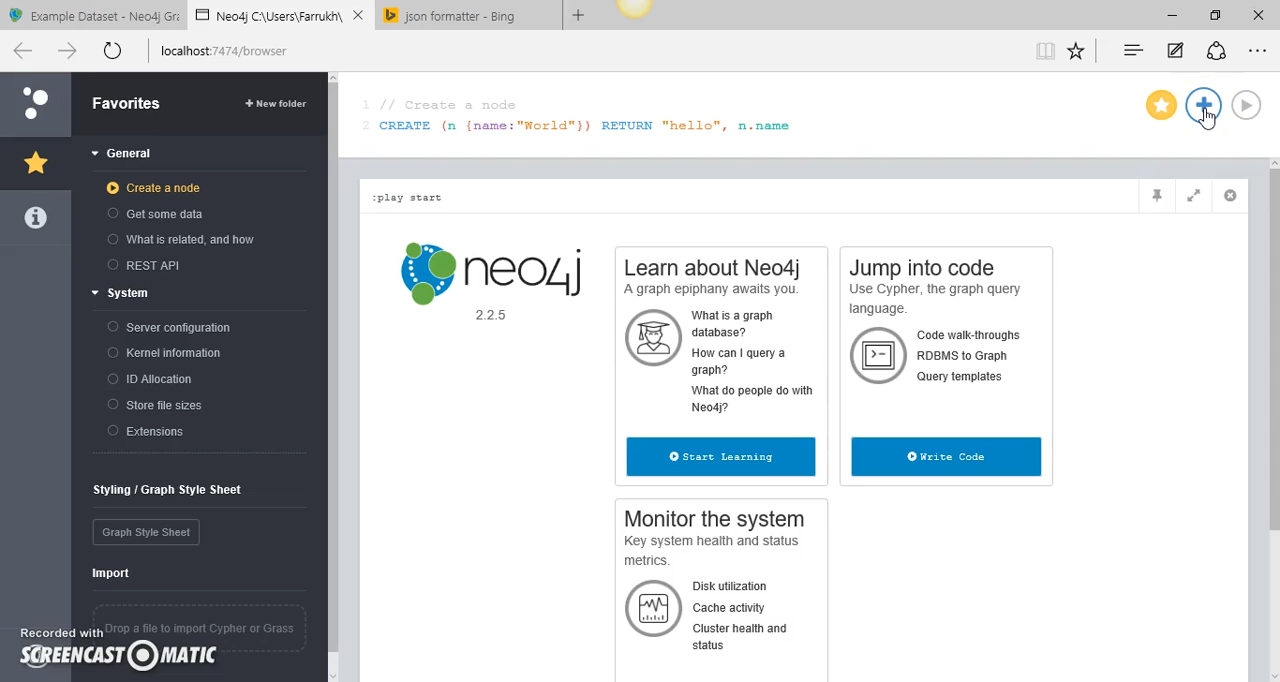 Example Dataset - Neo4j Gra
Neo4j C:\Users\Farrukh\
json formatter - Bing
localhost:7474/browser
Favorites
New folder
General
Create a node
Get some data
What is related, and how
REST API
System
Server configuration
Kernel information
ID Allocation
Store file sizes
Extensions
Styling / Graph Style Sheet
Graph Style Sheet
Import
Drop a file to import Cypher or Grass
Recorded with
SCREENCAST-O-MATIC
1 // Create a node
2 CREATE (n {name:"World"}) RETURN "hello", n.name
:play start
neo4j
2.2.5
Learn about Neo4j
A graph epiphany awaits you.
What is a graph
database?
How can I query a
graph?
What do people do with
Neo4j?
Start Learning
Jump into code
Use Cypher, the graph query
language.
Code walk-throughs
RDBMS to Graph
Query templates
Write Code
Monitor the system
Key system health and status
metrics.
Disk utilization
Cache activity
Cluster health and
status